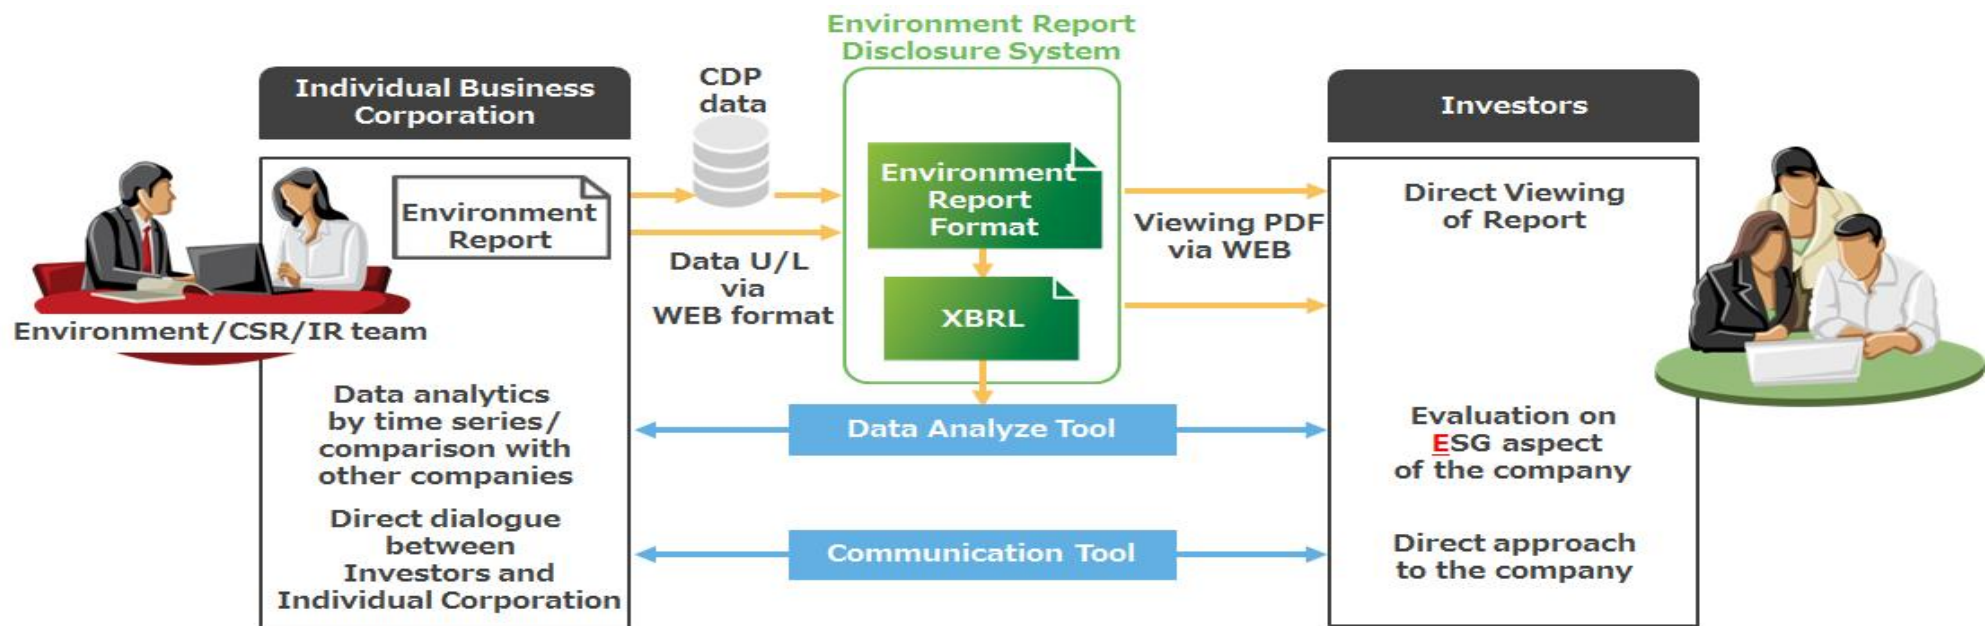 Environment Report
Disclosure System
Individual Business
Corporation
CDP
data
Investors
Environment
Report
Environment
Report
Format
Direct Viewing
of Report
Viewing PDF
via WEB
Data U/L
via
WEB format
XBRL
Environment/CSR/IR team
Data analytics
by time series/
comparison with
other companies
Data Analyze Tool
Evaluation on
ESG aspect
of the company
Direct dialogue
between
Investors and
Individual Corporation
Communication Tool
Direct approach
to the company